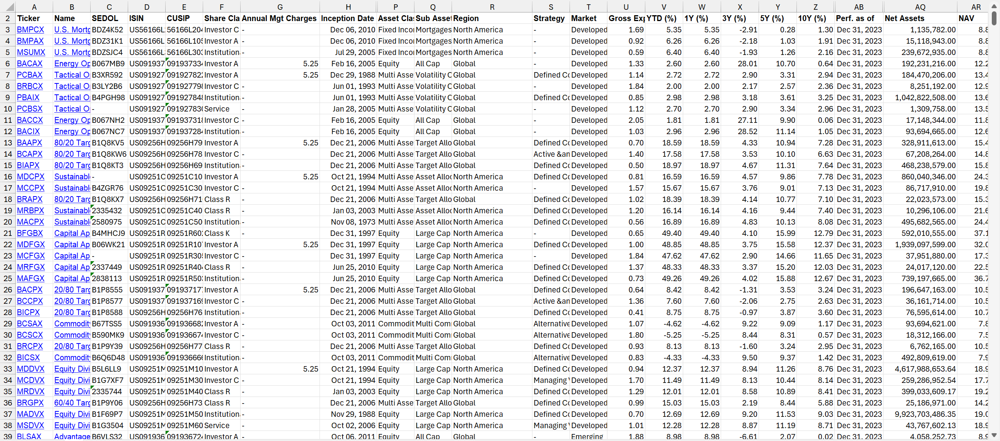 A B C D E F G H P Q R S T U V W X Y Z AB AQ AR
2 Ticker Name SEDOL ISIN CUSIP Share Cla Annual Mgt Charges Inception Date Asset Clas Sub Asset Region Strategy Market Gross Exp YTD (%) 1Y (%) 3Y (%) 5Y (%) 10Y (%) Perf. as of Net Assets NAV
3 BMPCX U.S. Mortg BDZ4K52 US56166L 56166L204 Investor C - Dec 06, 2010 Fixed Incor Mortgages North America - Developed 1.69 5.35 5.35 -2.91 0.28 1.30 Dec 31, 2023 1,135,782.00 8.8
4 BMPAX U.S. Mortg BDZ31K1 US56166L 56166L105 Investor A - Dec 06, 2010 Fixed Incor Mortgages North America - Developed 0.92 6.26 6.26 -2.18 1.03 1.91 Dec 31, 2023 15,118,943.00 8.8
5 MSUMX U.S. Mortg BDZSJC4 US56166L 56166L303 Institution - Jul 29, 2005 Fixed Incor Mortgages North America - Developed 0.59 6.40 6.40 -1.93 1.26 2.16 Dec 31, 2023 239,672,935.00 8.8
6 BACAX Energy Op B067MB9 US091937 091937334 Investor A 5.25 Feb 16, 2005 Equity All Cap Global - Developed 1.33 2.60 2.60 28.01 10.70 0.64 Dec 31, 2023 192,231,216.00 12.2
7 PCBAX Tactical O B3XR592 US091927 091927822 Investor A 5.25 Dec 29, 1988 Multi Asse Volatility C Global Defined Co Developed 1.14 2.72 2.72 2.90 3.31 2.94 Dec 31, 2023 184,470,206.00 13.4
8 BRBCX Tactical O B3LY2B6 US091927 091927798 Investor C - Jun 01, 1993 Multi Asse Volatility C Global - Developed 1.84 2.00 2.00 2.17 2.57 2.36 Dec 31, 2023 8,251,192.00 12.9
9 PBAIX Tactical O B4PGH98 US091927 091927848 Institution - Jun 01, 1993 Multi Asse Volatility C Global Defined Co Developed 0.85 2.98 2.98 3.18 3.61 3.25 Dec 31, 2023 1,042,822,508.00 13.6
10 PCBSX Tactical O - US091927 091927830 Service - Jan 28, 2005 Multi Asse Volatility C Global - Developed 1.12 2.70 2.70 2.90 3.34 2.96 Dec 31, 2023 1,309,758.00 13.5
11 BACCX Energy Op B067NH2 US091937 091937318 Investor C - Feb 16, 2005 Equity All Cap Global - Developed 2.05 1.81 1.81 27.11 9.90 0.06 Dec 31, 2023 17,148,344.00 11.8
12 BACIX Energy Op B067NC7 US091937 091937284 Institution - Feb 16, 2005 Equity All Cap Global - Developed 1.03 2.96 2.96 28.52 11.14 1.05 Dec 31, 2023 93,694,665.00 12.6
13 BAAPX 80/20 Targ B1Q8KV5 US09256H 09256H79 Investor A 5.25 Dec 21, 2006 Multi Asse Target Allo Global Defined Co Developed 0.70 18.59 18.59 4.33 10.94 7.28 Dec 31, 2023 328,911,613.00 15.4
14 BCAPX 80/20 Targ B1Q8KW6 US09256H 09256H78 Investor C - Dec 21, 2006 Multi Asse Target Allo Global Active &an Developed 1.40 17.58 17.58 3.53 10.10 6.63 Dec 31, 2023 67,208,264.00 14.8
15 BIAPX 80/20 Targ B1Q8KT3 US09256H 09256H69 Institution - Dec 21, 2006 Multi Asse Target Allo Global Defined Co Developed 0.50 18.97 18.97 4.67 11.31 7.64 Dec 31, 2023 468,238,579.00 15.8
16 MDCPX Sustainabl - US09251C 09251C10 Investor A 5.25 Oct 21, 1994 Multi Asse Asset Alloc North America Defined Co Developed 0.81 16.59 16.59 4.57 9.86 7.78 Dec 31, 2023 860,040,346.00 24.3
17 MCCPX Sustainabl B4ZGR76 US09251C 09251C30 Investor C - Oct 21, 1994 Multi Asse Asset Alloc North America - Developed 1.57 15.67 15.67 3.76 9.01 7.13 Dec 31, 2023 86,717,910.00 19.8
18 BRAPX 80/20 Targ B1Q8KX7 US09256H 09256H71 Class R - Dec 21, 2006 Multi Asse Target Allo Global Defined Co Developed 1.02 18.39 18.39 4.14 10.77 7.10 Dec 31, 2023 22,023,573.00 15.3
19 MRBPX Sustainabl 2335432 US09251C 09251C40 Class R - Jan 03, 2003 Multi Asse Asset Alloc North America Defined Co Developed 1.20 16.14 16.14 4.16 9.44 7.40 Dec 31, 2023 10,296,106.00 21.6
20 MACPX Sustainabl 2580975 US09251C 09251C50 Institution - Nov 08, 1973 Multi Asse Asset Alloc North America Defined Co Developed 0.56 16.89 16.89 4.83 10.13 8.08 Dec 31, 2023 495,682,565.00 24.4
21 BFGBX Capital Ap B4MHCJ9 US09251R 09251R602 Class K - Dec 31, 1997 Equity Large Cap North America - Developed 0.65 49.40 49.40 4.10 15.99 12.79 Dec 31, 2023 592,010,555.00 37.1
22 MDFGX Capital Ap B06WK21 US09251R 09251R107 Investor A 5.25 Dec 31, 1997 Equity Large Cap North America Defined Co Developed 1.00 48.85 48.85 3.75 15.58 12.37 Dec 31, 2023 1,939,097,599.00 32.0
23 MCFGX Capital Ap - US09251R 09251R305 Investor C - Dec 31, 1997 Equity Large Cap North America - Developed 1.84 47.62 47.62 2.90 14.66 11.65 Dec 31, 2023 37,951,880.00 17.3
24 MRFGX Capital Ap 2337449 US09251R 09251R404 Class R - Jun 25, 2010 Equity Large Cap North America Defined Co Developed 1.37 48.33 48.33 3.37 15.20 12.03 Dec 31, 2023 24,017,120.00 22.5
25 MAFGX Capital Ap 2838113 US09251R 09251R503 Institution - Jun 25, 2010 Equity Large Cap North America Defined Co Developed 0.73 49.26 49.26 4.02 15.88 12.67 Dec 31, 2023 739,197,665.00 36.7
26 BACPX 20/80 Targ B1P8555 US091937 091937177 Investor A 5.25 Dec 21, 2006 Multi Asse Target Allo Global Defined Co Developed 0.64 8.42 8.42 -1.31 3.53 3.24 Dec 31, 2023 196,647,163.00 10.5
27 BCCPX 20/80 Targ B1P8577 US091937 091937169 Investor C - Dec 21, 2006 Multi Asse Target Allo Global Active &an Developed 1.36 7.60 7.60 -2.06 2.75 2.63 Dec 31, 2023 36,161,714.00 10.5
28 BICPX 20/80 Targ B1P8588 US09256H 09256H76 Institution - Dec 21, 2006 Multi Asse Target Allo Global Defined Co Developed 0.41 8.75 8.75 -0.97 3.87 3.60 Dec 31, 2023 76,595,614.00 10.7
29 BCSAX Commodity B67TSS5 US091936 091936682 Investor A - Oct 03, 2011 Commodit Multi Com Global Alternative Developed 1.07 -4.62 -4.62 9.22 9.09 1.17 Dec 31, 2023 93,694,621.00 7.8
30 BCSCX Commodity B590MK9 US091936 091936674 Investor C - Oct 03, 2011 Commodit Multi Com Global Alternative Developed 1.80 -5.25 -5.25 8.44 8.31 0.57 Dec 31, 2023 18,312,166.00 7.5
31 BRCPX 20/80 Targ B1P9Y39 US09256H 09256H77 Class R - Dec 21, 2006 Multi Asse Target Allo Global Defined Co Developed 0.93 8.13 8.13 -1.60 3.24 2.95 Dec 31, 2023 6,762,165.00 10.5
32 BICSX Commodity B6Q6D48 US091936 091936666 Institution - Oct 03, 2011 Commodit Multi Com Global Alternative Developed 0.83 -4.33 -4.33 9.50 9.37 1.42 Dec 31, 2023 492,809,619.00 7.9
33 MDDVX Equity Divi B5L6LL9 US09251M 09251M10 Investor A 5.25 Oct 21, 1994 Equity Large Cap North America Defined Co Developed 0.94 12.37 12.37 8.94 11.26 8.76 Dec 31, 2023 4,617,988,653.64 18.9
34 MCDVX Equity Divi B1G7XF7 US09251M 09251M30 Investor C - Oct 21, 1994 Equity Large Cap North America Managing V Developed 1.70 11.49 11.49 8.13 10.44 8.14 Dec 31, 2023 259,286,952.54 17.7
35 MRDVX Equity Divi 2335744 US09251M 09251M40 Class R - Jan 03, 2003 Equity Large Cap North America Defined Co Developed 1.29 12.01 12.01 8.58 10.89 8.41 Dec 31, 2023 399,033,609.17 19.2
36 BRGPX 60/40 Targ B1P9Y06 US09256H 09256H73 Class R - Dec 21, 2006 Multi Asse Target Allo Global Defined Co Developed 0.99 15.03 15.03 2.19 8.44 5.88 Dec 31, 2023 25,186,971.00 14.2
37 MADVX Equity Divi B1F69P7 US09251M 09251M50 Institution - Nov 29, 1988 Equity Large Cap North America Defined Co Developed 0.70 12.69 12.69 9.20 11.53 9.03 Dec 31, 2023 9,923,703,486.35 19.0
38 MSDVX Equity Divi B1G3504 US09251M 09251M60 Service - Oct 02, 2006 Equity Large Cap North America Managing V Developed 1.01 12.28 12.28 8.87 11.19 8.71 Dec 31, 2023 43,767,602.13 18.9
39 BLSAX Advantage B6VLS32 US091936 091936724 Investor A - Oct 06, 2011 Equity All Cap Global - Emerging 1.88 8.98 8.98 -6.61 2.07 0.02 Dec 31, 2023 4,058,252.73 8.9